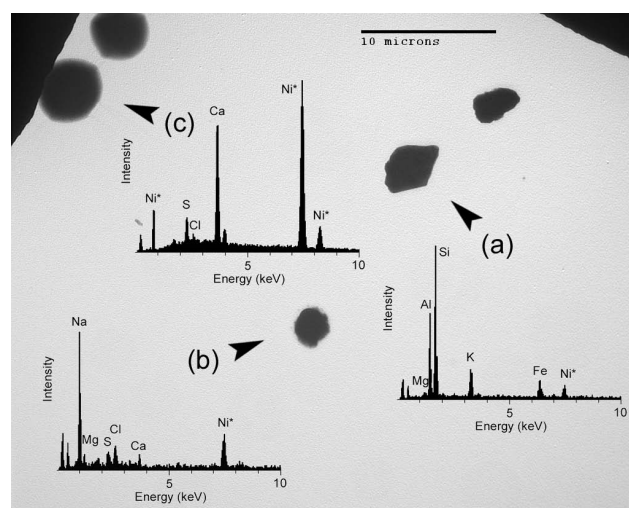 10 microns
(c)
Ni*
Ca
Intensity
Ni*
S
Cl
Ni*
5
10
Energy (keV)
(a)
Si
Al
Intensity
K
Mg
Fe
Ni*
5
10
Energy (keV)
(b)
Na
Intensity
Ni*
Mg
S
Cl
Ca
5
10
Energy (keV)